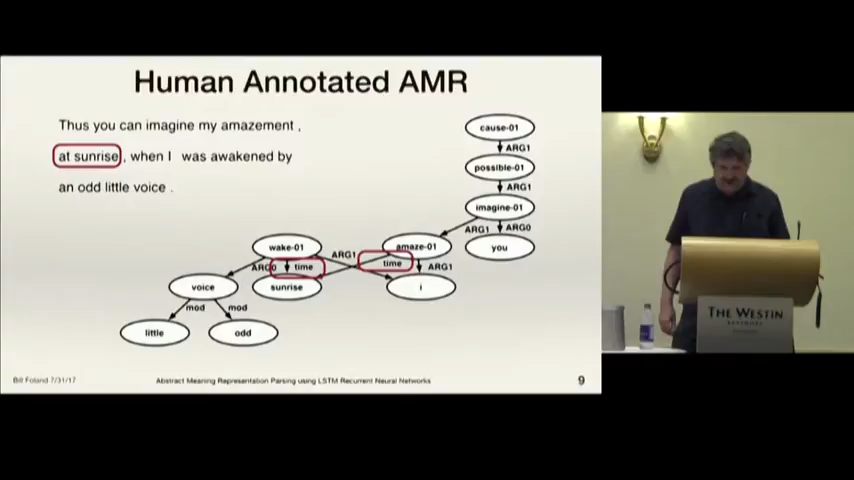 Human Annotated AMR
Thus you can imagine my amazement ,
at sunrise , when I was awakened by
an odd little voice .
cause-01
ARG1
possible-01
ARG1
imagine-01
ARG1 ARG0
you
wake-01
ARG1
amaze-01
ARG0 time
time
ARG1
voice
sunrise
i
mod mod
little
odd
Bill Foland 7/31/17
Abstract Meaning Representation Parsing using LSTM Recurrent Neural Networks
9
THE WESTIN